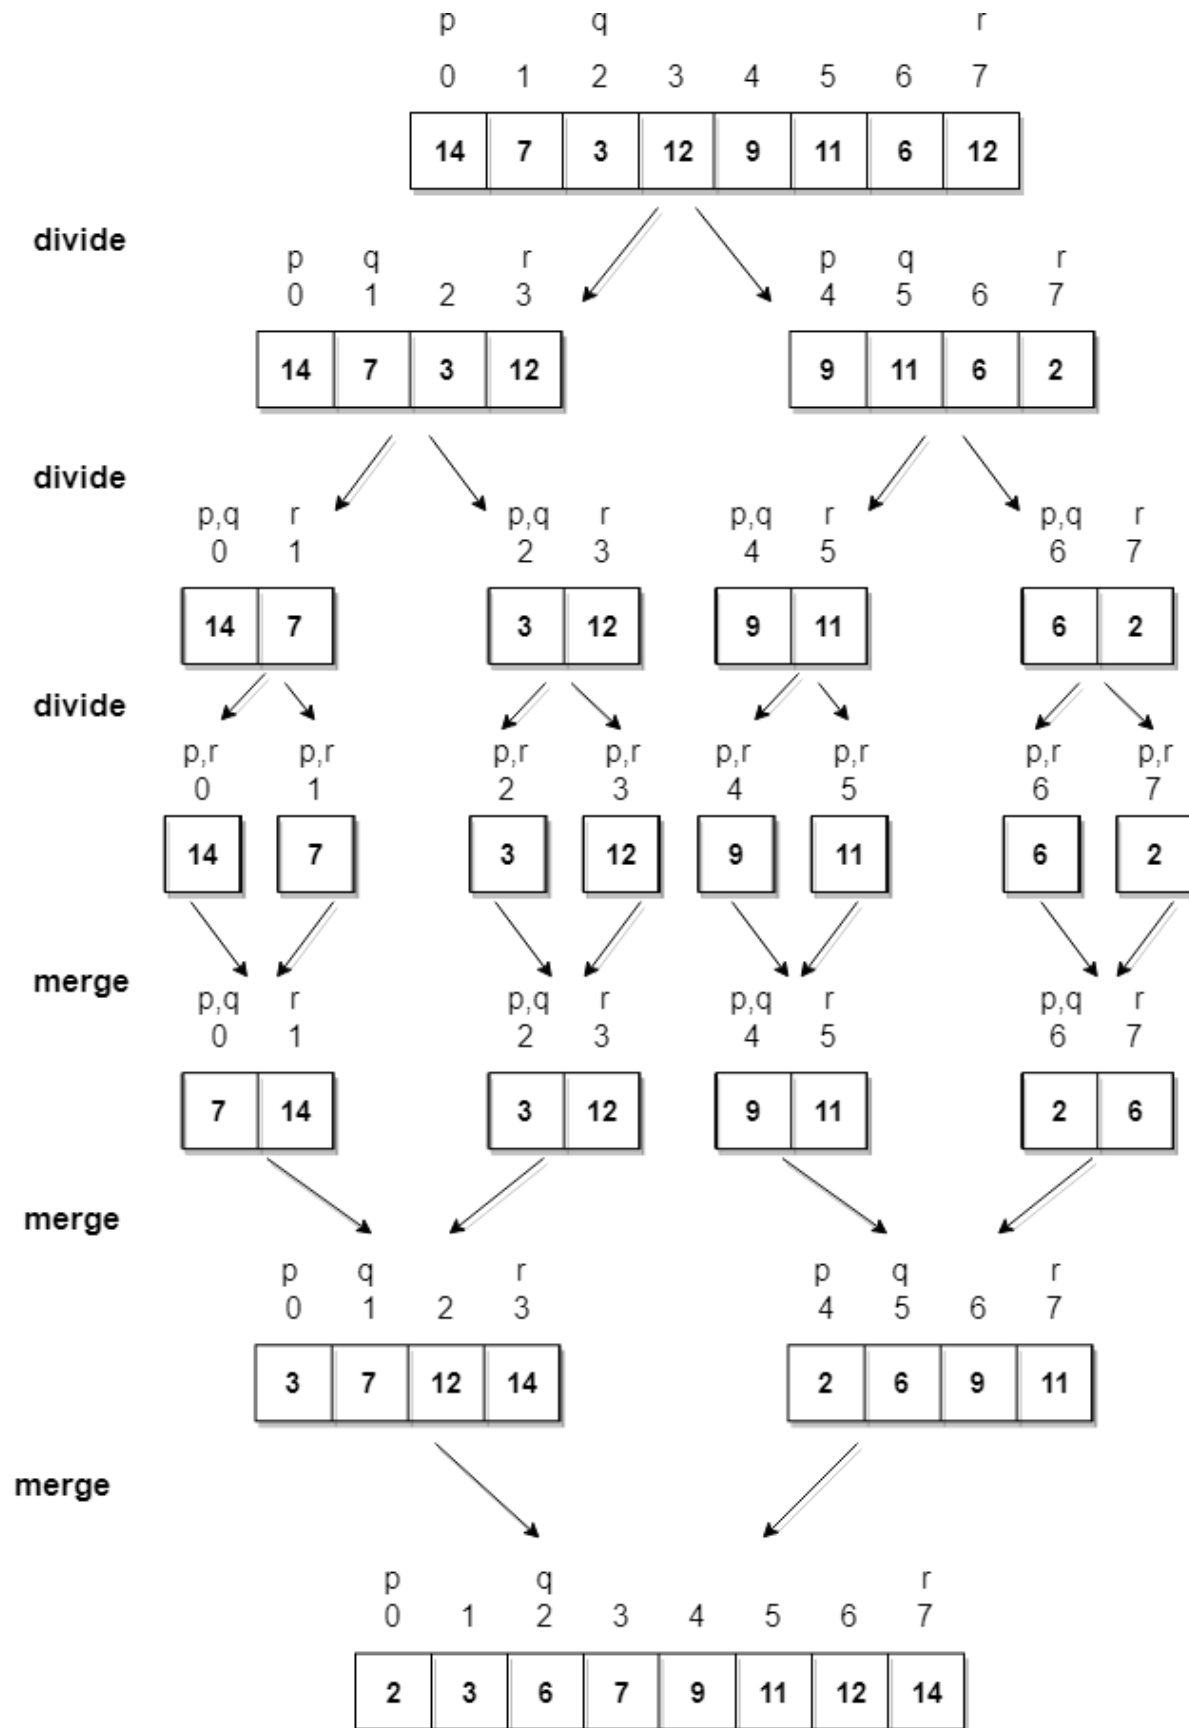 p q r
0 1 2 3 4 5 6 7
14 7 3 12 9 11 6 12
divide
p q r p q r
0 1 2 3 4 5 6 7
14 7 3 12 9 11 6 2
divide
p,q r p,q r p,q r p,q r
0 1 2 3 4 5 6 7
14 7 3 12 9 11 6 2
divide
p,r p,r p,r p,r p,r p,r p,r p,r
0 1 2 3 4 5 6 7
14 7 3 12 9 11 6 2
merge
p,q r p,q r p,q r p,q r
0 1 2 3 4 5 6 7
7 14 3 12 9 11 2 6
merge
p q r p q r
0 1 2 3 4 5 6 7
3 7 12 14 2 6 9 11
merge
p q r
0 1 2 3 4 5 6 7
2 3 6 7 9 11 12 14